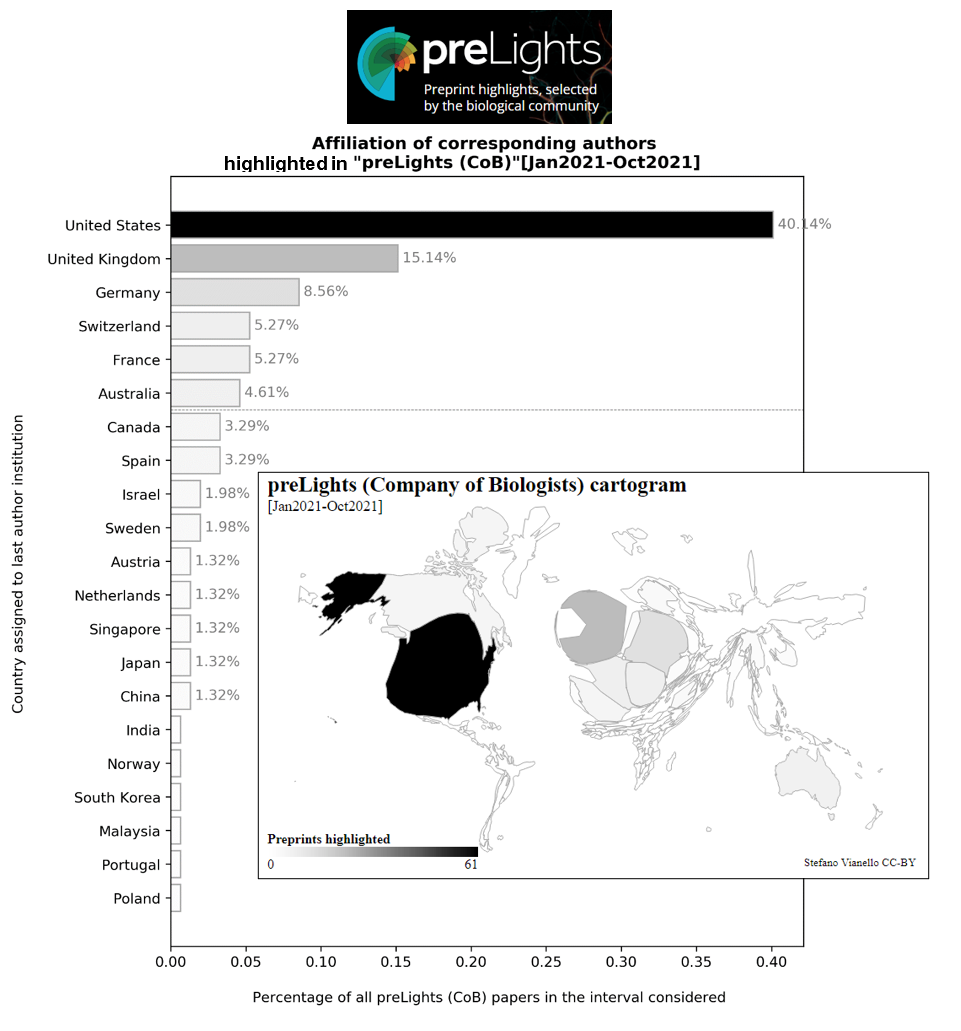 preLights
Preprint highlights, selected
by the biological community
Affiliation of corresponding authors
highlighted in "preLights (CoB)"[Jan2021-Oct2021]
Country assigned to last author institution
United States 40.14%
United Kingdom 15.14%
Germany 8.56%
Switzerland 5.27%
France 5.27%
Australia 4.61%
Canada 3.29%
Spain 3.29%
Israel 1.98%
Sweden 1.98%
Austria 1.32%
Netherlands 1.32%
Singapore 1.32%
Japan 1.32%
China 1.32%
India
Norway
South Korea
Malaysia
Portugal
Poland
preLights (Company of Biologists) cartogram
[Jan2021-Oct2021]
Preprints highlighted
0 61
Stefano Vianello CC-BY
0.00 0.05 0.10 0.15 0.20 0.25 0.30 0.35 0.40
Percentage of all preLights (CoB) papers in the interval considered